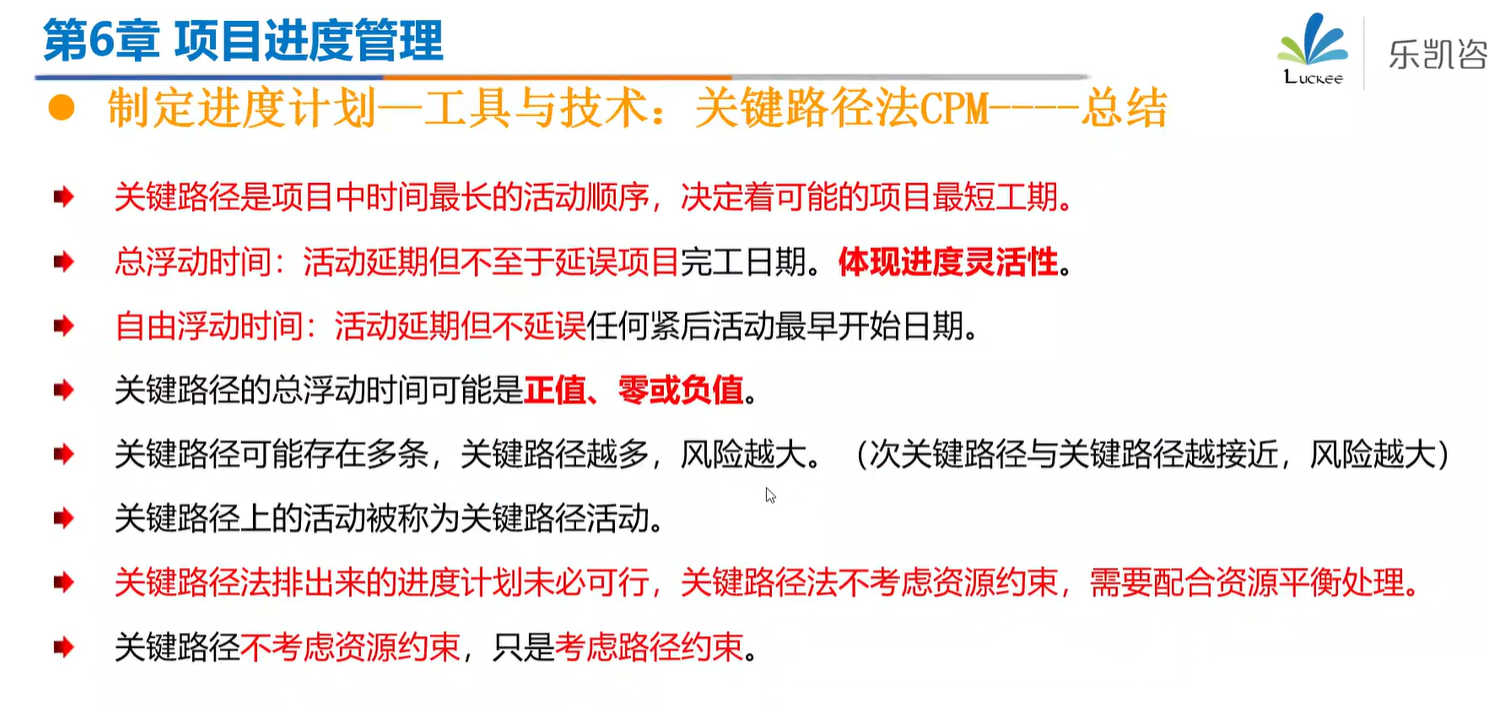 第6章 项目进度管理
Luckee
乐凯咨
制定进度计划—工具与技术：关键路径法CPM----总结
关键路径是项目中时间最长的活动顺序，决定着可能的项目最短工期。
总浮动时间：活动延期但不至于延误项目完工日期。体现进度灵活性。
自由浮动时间：活动延期但不延误任何紧后活动最早开始日期。
关键路径的总浮动时间可能是正值、零或负值。
关键路径可能存在多条，关键路径越多，风险越大。（次关键路径与关键路径越接近，风险越大）
关键路径上的活动被称为关键路径活动。
关键路径法排出来的进度计划未必可行，关键路径法不考虑资源约束，需要配合资源平衡处理。
关键路径不考虑资源约束，只是考虑路径约束。